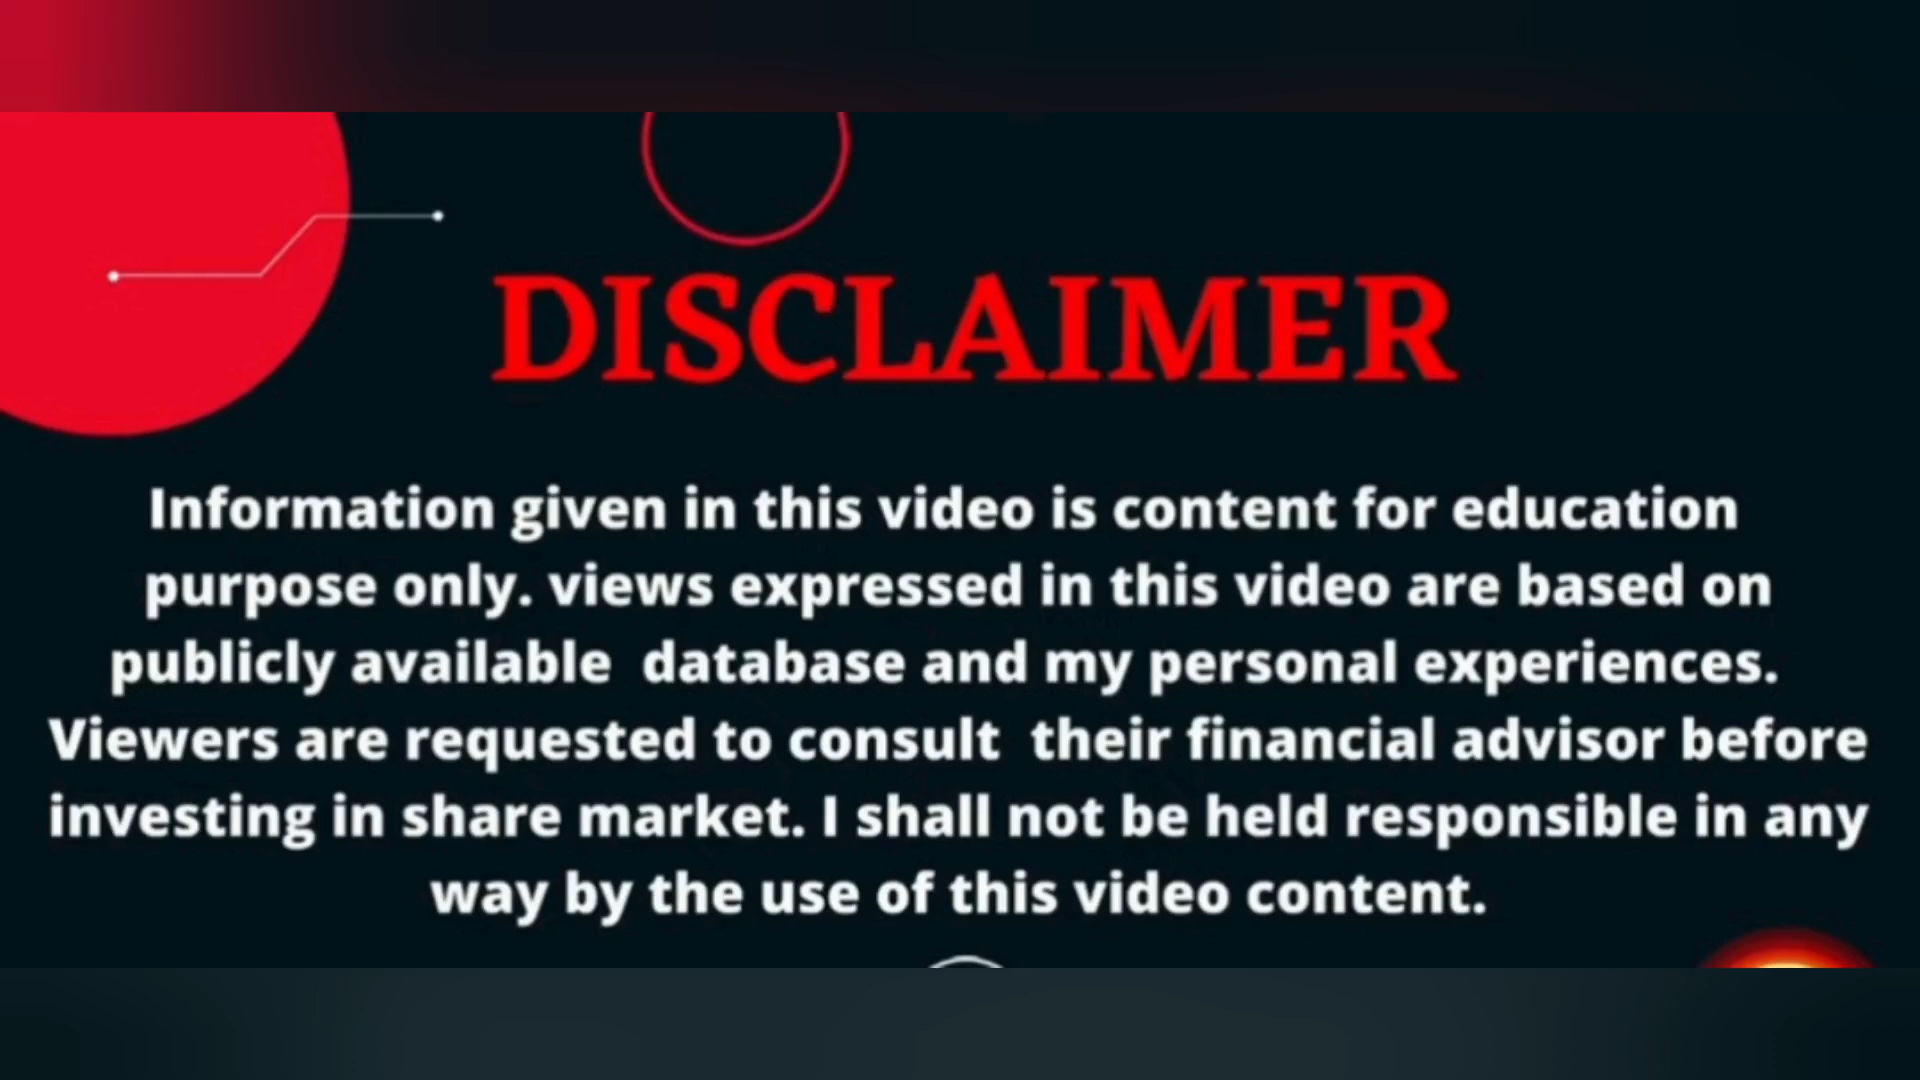 DISCLAIMER
Information given in this video is content for education
purpose only. views expressed in this video are based on
publicly available database and my personal experiences.
Viewers are requested to consult their financial advisor before
investing in share market. I shall not be held responsible in any
way by the use of this video content.